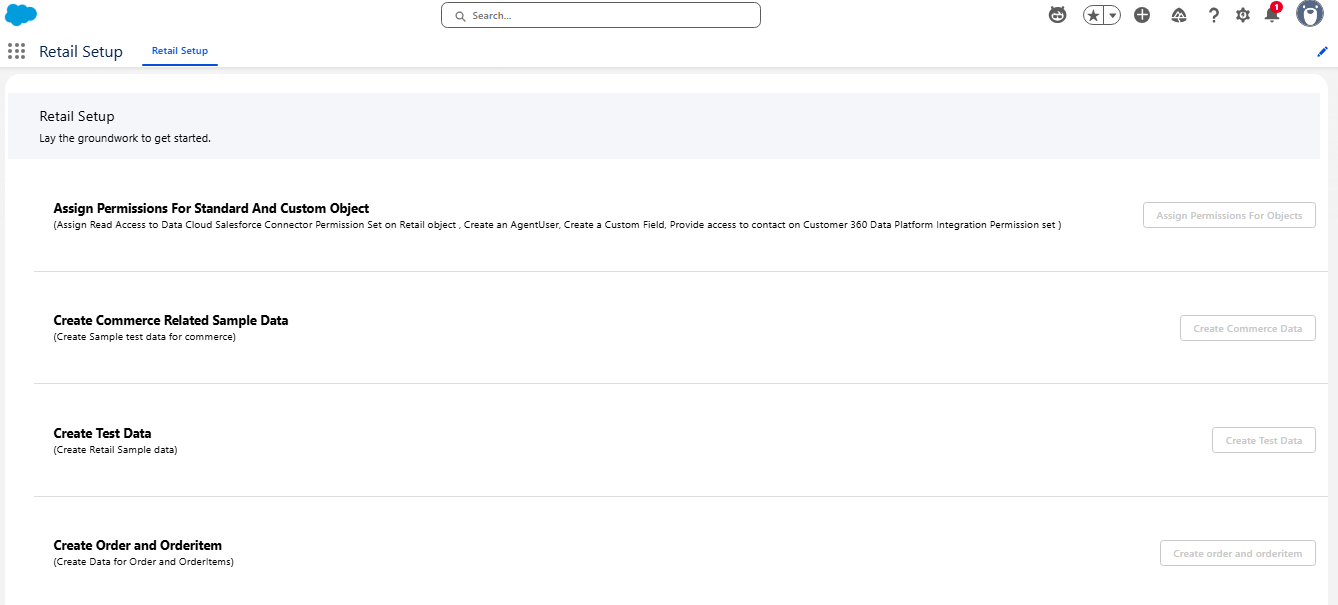 Search...
1
Retail Setup
Retail Setup
Retail Setup
Lay the groundwork to get started.
Assign Permissions For Standard And Custom Object
(Assign Read Access to Data Cloud Salesforce Connector Permission Set on Retail object , Create an AgentUser, Create a Custom Field, Provide access to contact on Customer 360 Data Platform Integration Permission set )
Assign Permissions For Objects
Create Commerce Related Sample Data
(Create Sample test data for commerce)
Create Commerce Data
Create Test Data
(Create Retail Sample data)
Create Test Data
Create Order and Orderitem
(Create Data for Order and OrderItems)
Create order and orderitem